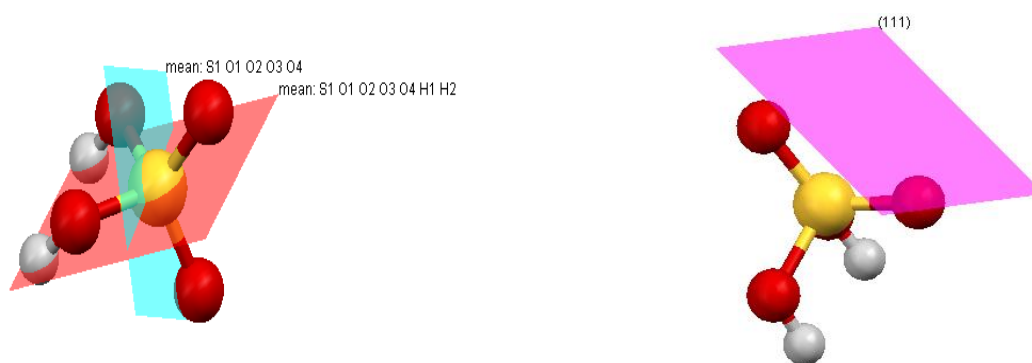 (111)
mean: S1 O1 O2 O3 O4
mean: S1 O1 O2 O3 O4 H1 H2